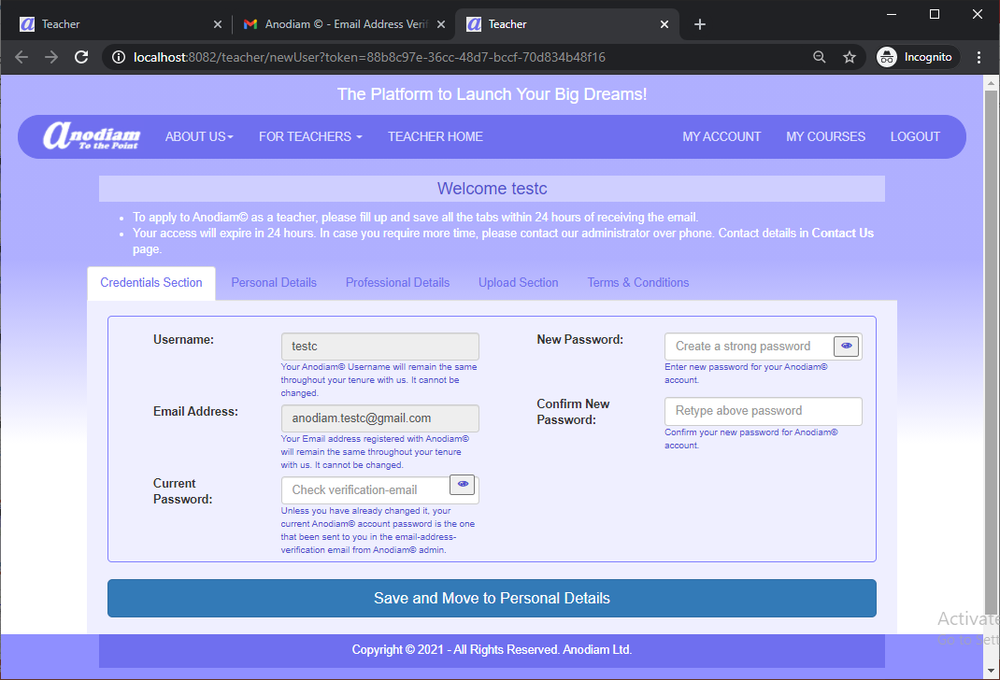 Teacher
Anodiam © - Email Address Verif
Teacher
localhost:8082/teacher/newUser?token=88b8c97e-36cc-48d7-bccf-70d834b48f16
Incognito
The Platform to Launch Your Big Dreams!
Anodiam
To the Point
ABOUT US
FOR TEACHERS
TEACHER HOME
MY ACCOUNT
MY COURSES
LOGOUT
Welcome testc
• To apply to Anodiam© as a teacher, please fill up and save all the tabs within 24 hours of receiving the email.
• Your access will expire in 24 hours. In case you require more time, please contact our administrator over phone. Contact details in Contact Us
page.
Credentials Section
Personal Details
Professional Details
Upload Section
Terms & Conditions
Username:
testc
Your Anodiam© Username will remain the same
throughout your tenure with us. It cannot be
changed.
Email Address:
anodiam.testc@gmail.com
Your Email address registered with Anodiam©
will remain the same throughout your tenure
with us. It cannot be changed.
Current
Password:
Check verification-email
Unless you have already changed it, your
current Anodiam© account password is the one
that been sent to you in the email-address-
verification email from Anodiam© admin.
New Password:
Create a strong password
Enter new password for your Anodiam©
account.
Confirm New
Password:
Retype above password
Confirm your new password for Anodiam©
account.
Save and Move to Personal Details
Activate
Go to Sett
Copyright © 2021 - All Rights Reserved. Anodiam Ltd.